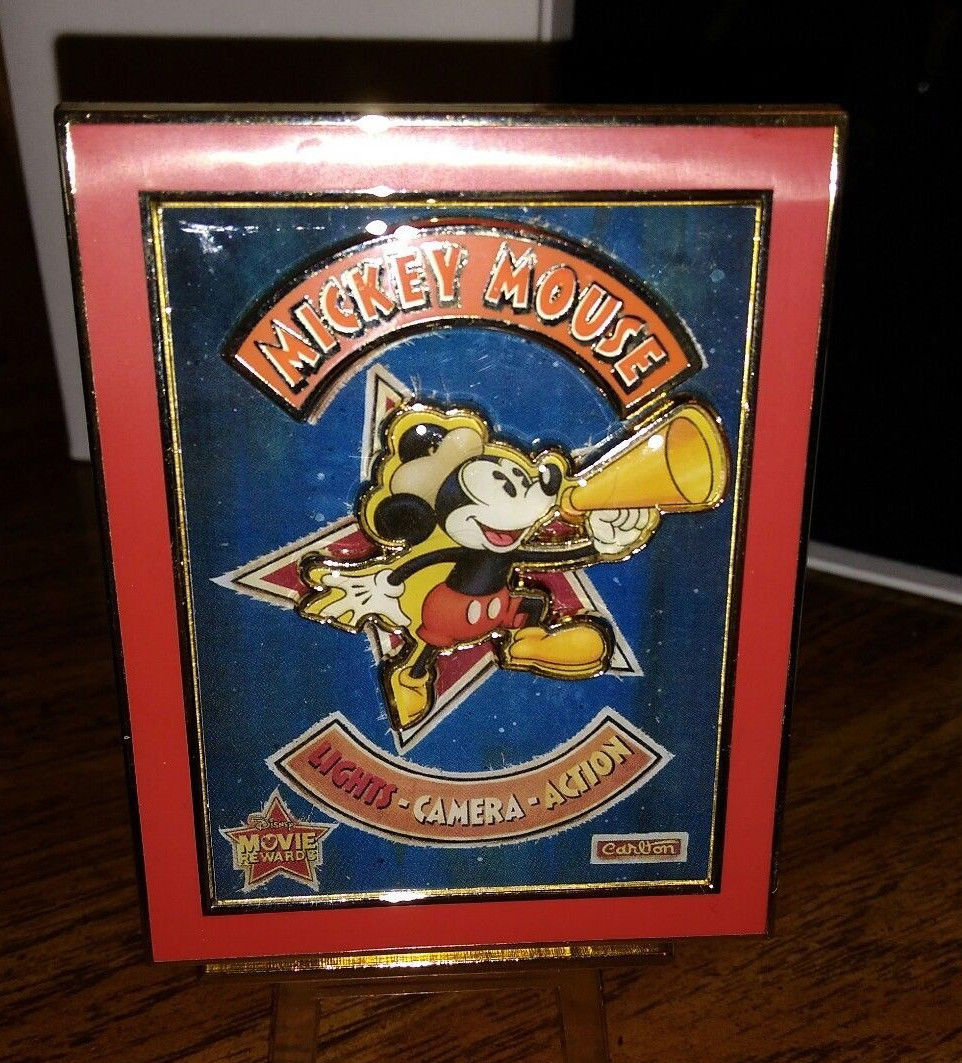 MICKEY MOUSE
LIGHTS - CAMERA - ACTION
DISNEY
MOVIE
REWARDS
Carlton